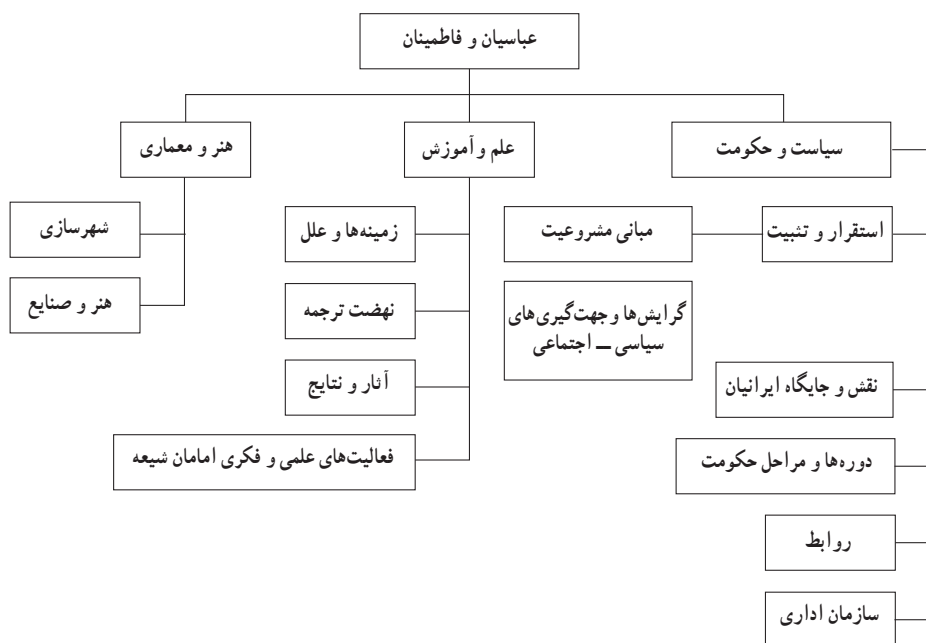 عباسیان و فاطمینان
سیاست و حکومت
علم و آموزش
هنر و معماری
استقرار و تثبیت
مبانی مشروعیت
گرایش‌ها و جهت‌گیری‌های
سیاسی ــ اجتماعی
نقش و جایگاه ایرانیان
دوره‌ها و مراحل حکومت
روابط
سازمان اداری
زمینه‌ها و علل
نهضت ترجمه
آثار و نتایج
فعالیت‌های علمی و فکری امامان شیعه
شهرسازی
هنر و صنایع